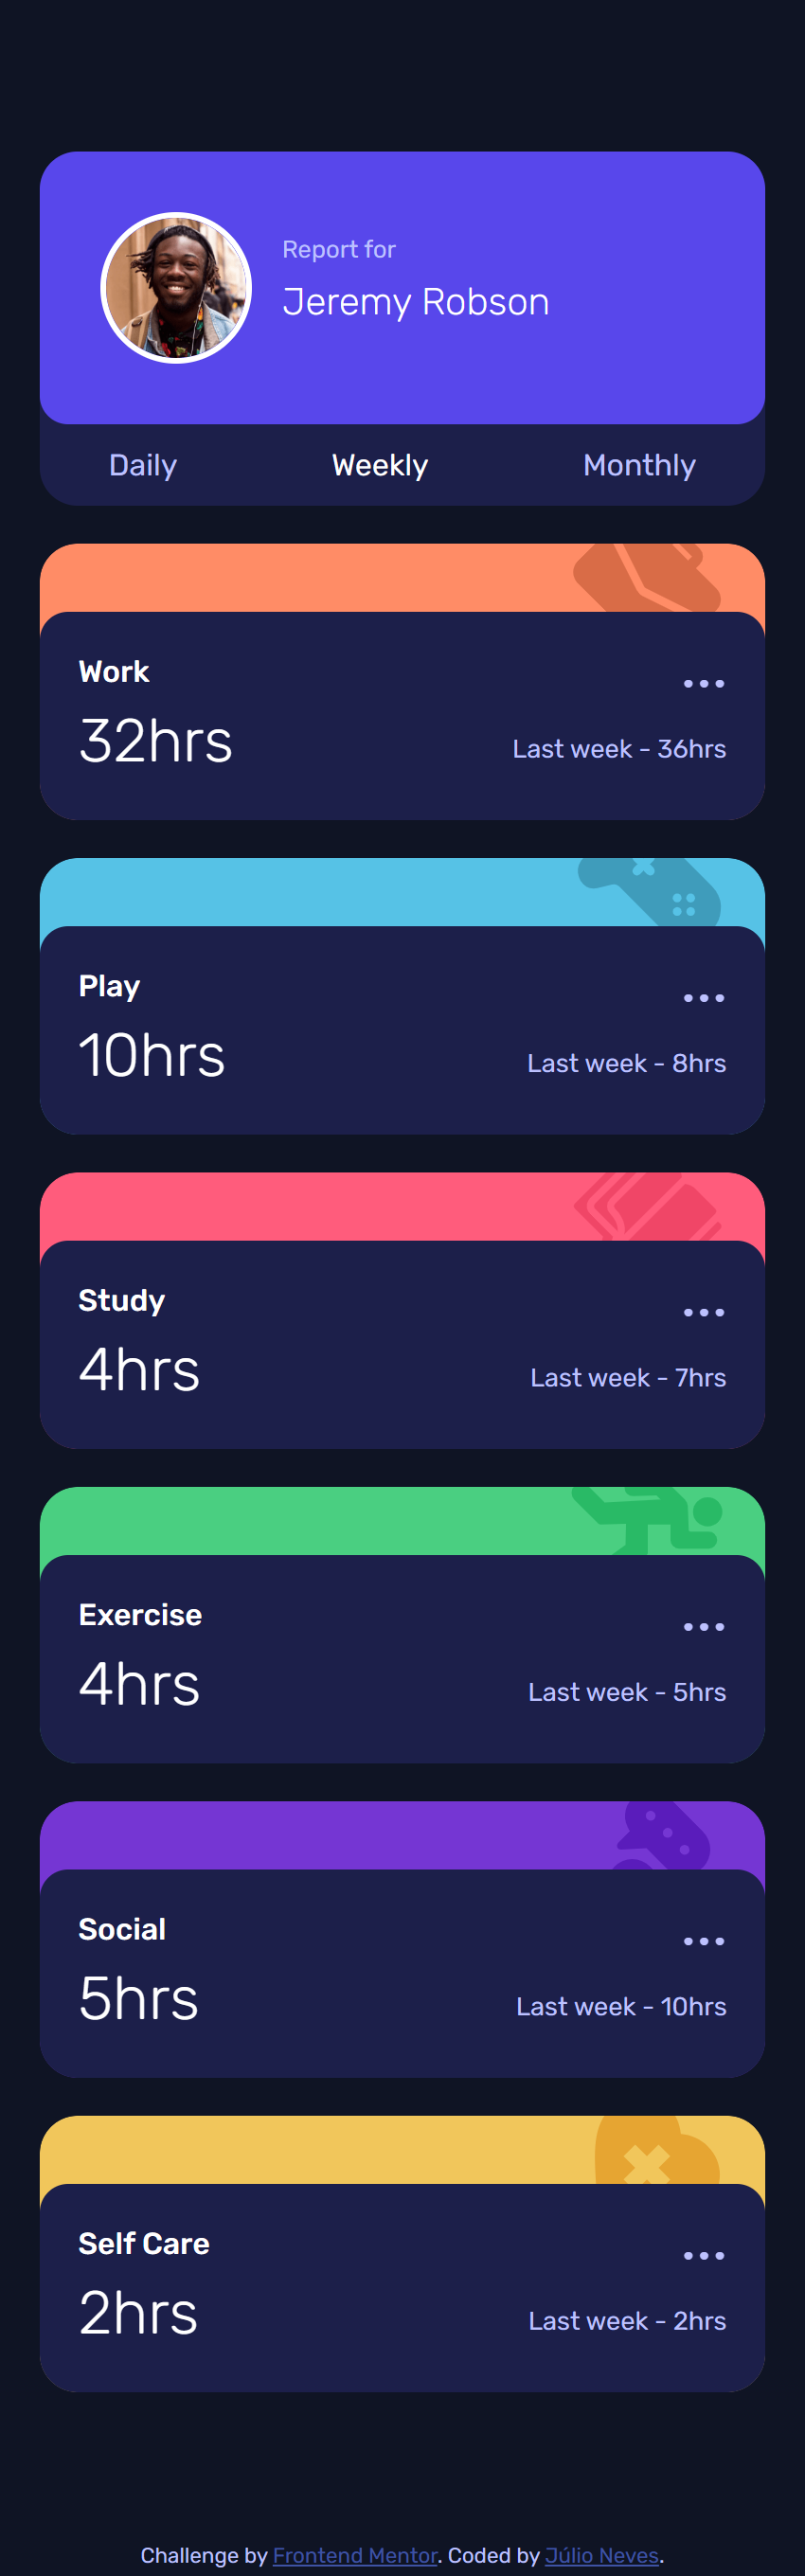 Report for
Jeremy Robson
Daily Weekly Monthly
Work
32hrs
Last week - 36hrs
Play
10hrs
Last week - 8hrs
Study
4hrs
Last week - 7hrs
Exercise
4hrs
Last week - 5hrs
Social
5hrs
Last week - 10hrs
Self Care
2hrs
Last week - 2hrs
Challenge by Frontend Mentor. Coded by Júlio Neves.